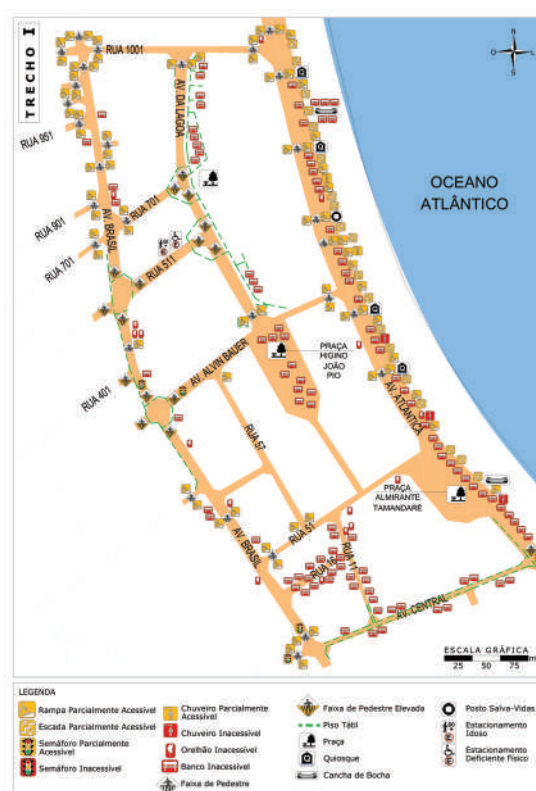 TRECHO I
N
O
L
S
RUA 1001
AV. DA LAGOA
RUA 951
OCEANO
ATLÂNTICO
RUA 901
RUA 701
RUA 701
AV. BRASIL
RUA 511
PRAÇA
HIGINO
JOÃO
PIO
AV. ALVIN BAUER
RUA 401
AV. ATLÂNTICA
RUA 57
PRAÇA
ALMIRANTE
TAMANDARÉ
AV. BRASIL
RUA 51
RUA 16
RUA 11
AV. CENTRAL
ESCALA GRÁFICA
25 50 75 m
LEGENDA
Rampa Parcialmente Acessível
Escada Parcialmente Acessível
Semáforo Parcialmente
Acessível
Semáforo Inacessível
Chuveiro Parcialmente
Acessível
Chuveiro Inacessível
Orelhão Inacessível
Banco Inacessível
Faixa de Pedestre
Faixa de Pedestre Elevada
Piso Tátil
Praça
Quiosque
Cancha de Bocha
Posto Salva-Vidas
Estacionamento
Idoso
Estacionamento
Deficiente Físico